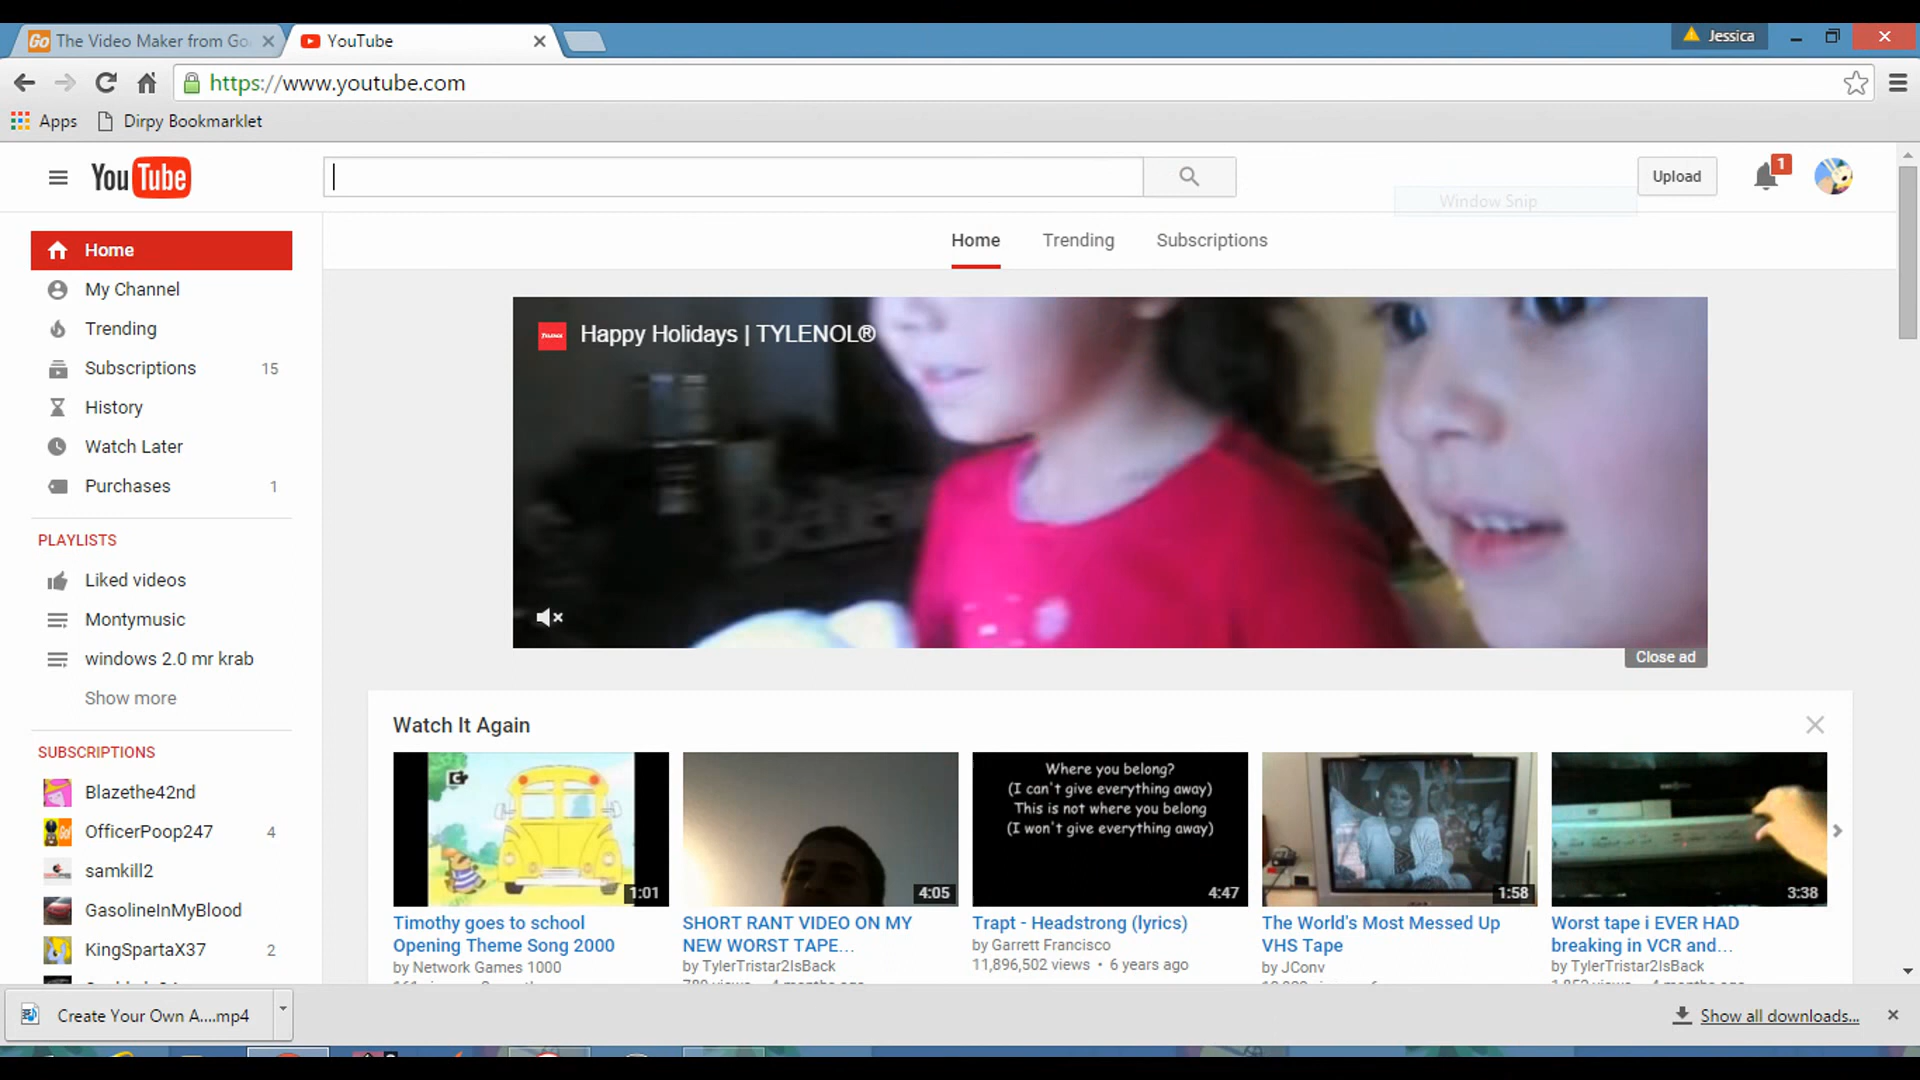 Go The Video Maker from Go
YouTube
Jessica
https://www.youtube.com
Apps
Dirpy Bookmarklet
YouTube
Upload
1
Window Snip
Home
Trending
Subscriptions
Home
My Channel
Trending
Subscriptions 15
History
Watch Later
Purchases 1
PLAYLISTS
Liked videos
Montymusic
windows 2.0 mr krab
Show more
SUBSCRIPTIONS
Blazethe42nd
OfficerPoop247 4
samkill2
GasolineInMyBlood
KingSpartaX37 2
TYLENOL
Happy Holidays | TYLENOL®
Close ad
Watch It Again
1:01
Timothy goes to school
Opening Theme Song 2000
by Network Games 1000
4:05
SHORT RANT VIDEO ON MY
NEW WORST TAPE...
by TylerTristar2IsBack
Where you belong?
(I can't give everything away)
This is not where you belong
(I won't give everything away)
4:47
Trapt - Headstrong (lyrics)
by Garrett Francisco
11,896,502 views • 6 years ago
1:58
The World's Most Messed Up
VHS Tape
by JConv
3:38
Worst tape i EVER HAD
breaking in VCR and...
by TylerTristar2IsBack
Create Your Own A....mp4
Show all downloads...